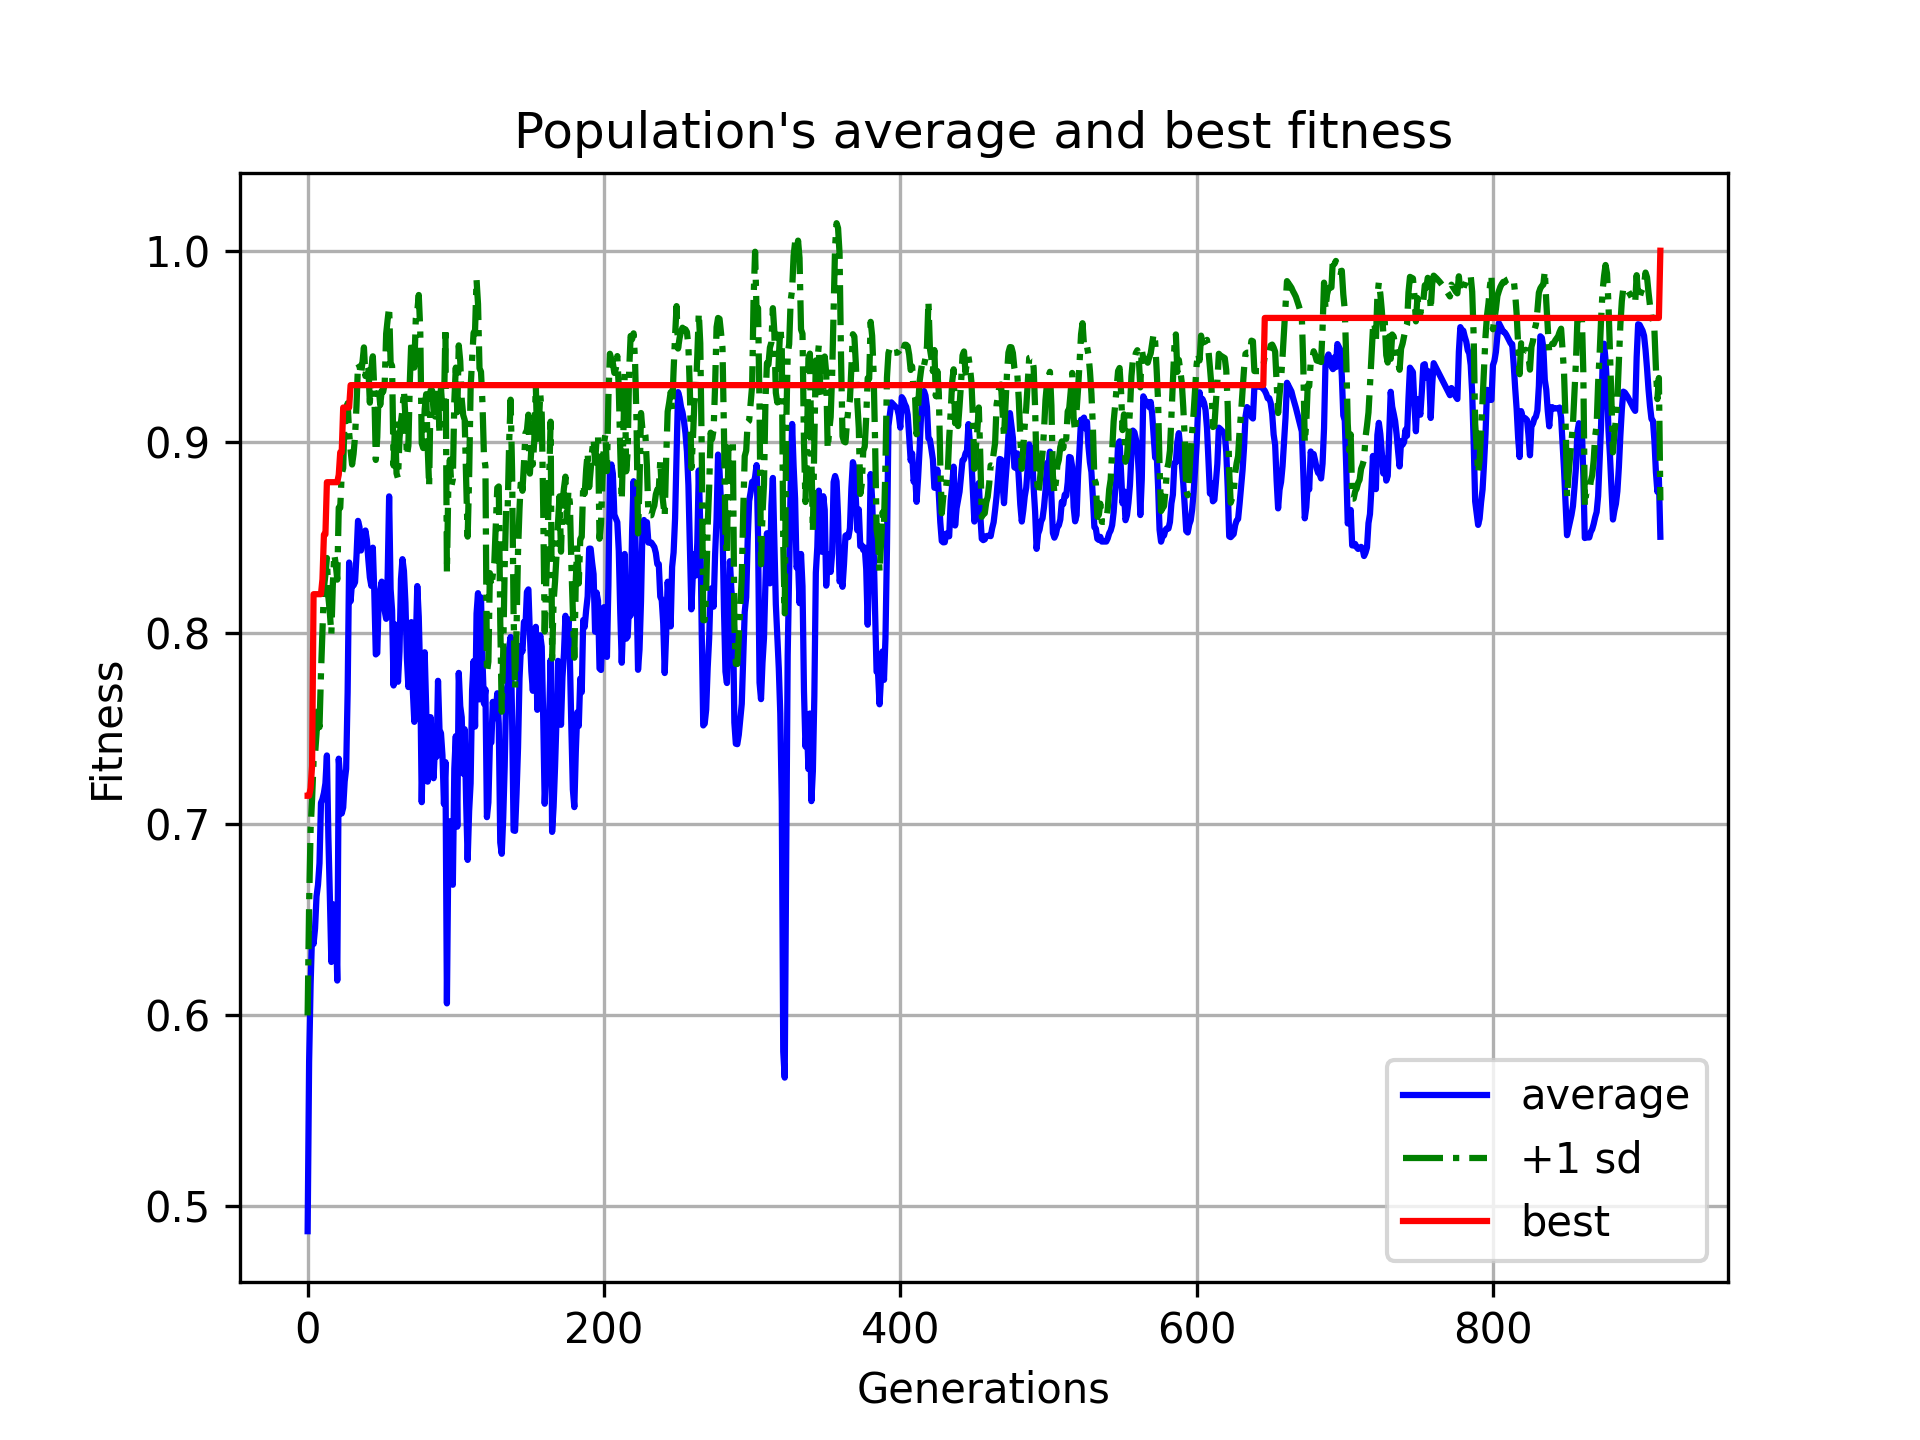 Population's average and best fitness
Fitness
1.0
0.9
0.8
0.7
0.6
0.5
0 200 400 600 800
Generations
average
+1 sd
best